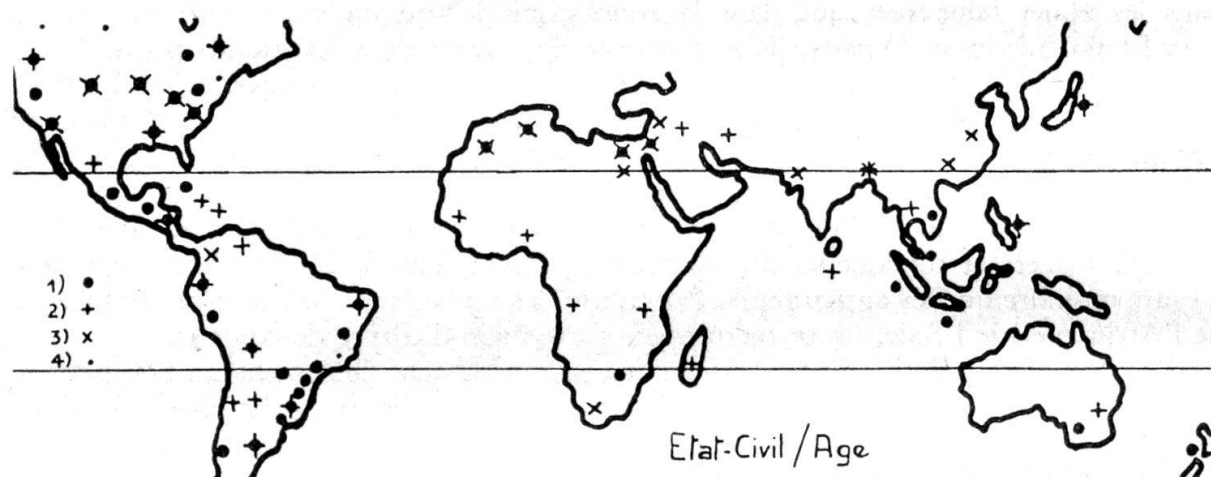 1) •
2) +
3) ×
4) ·
Etat-Civil / Age